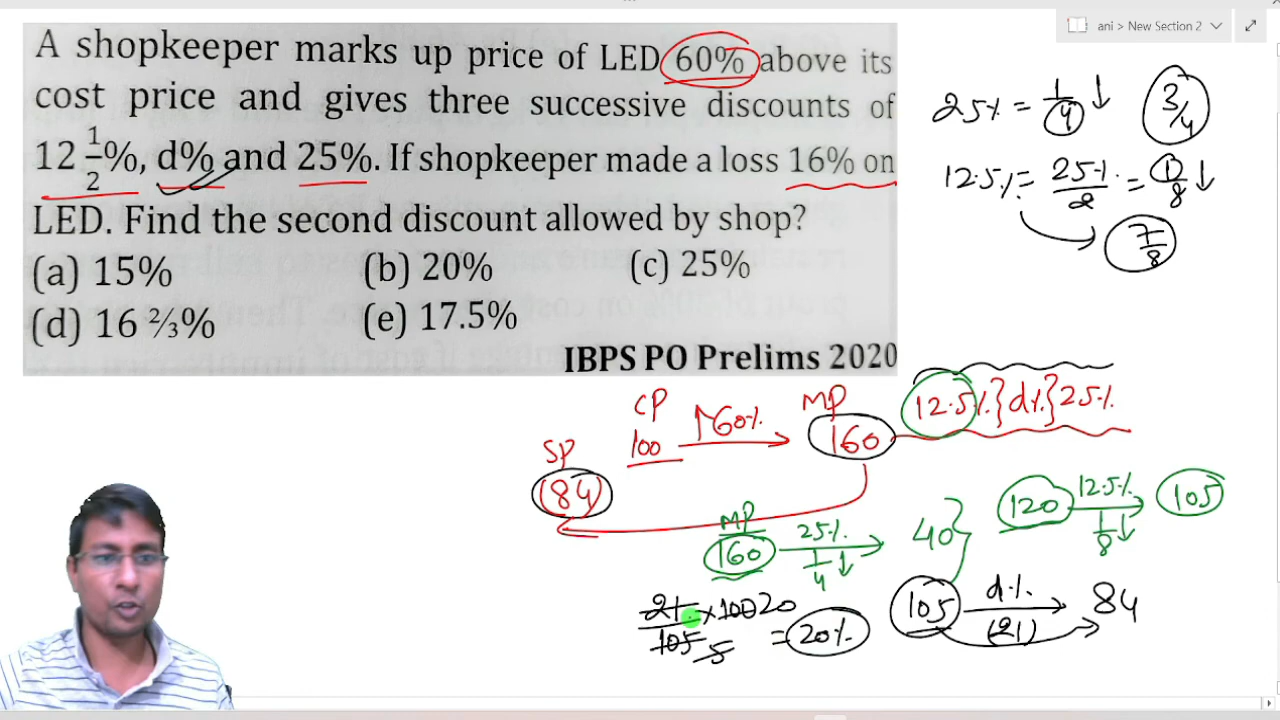 ani > New Section 2
A shopkeeper marks up price of LED 60% above its
cost price and gives three successive discounts of
12 1/2 %, d% and 25%. If shopkeeper made a loss 16% on
LED. Find the second discount allowed by shop?
(a) 15% (b) 20% (c) 25%
(d) 16 ⅔% (e) 17.5%
IBPS PO Prelims 2020
25% = 1/4 ↓ 3/4
12.5% = 25%/2 = 1/8 ↓
7/8
CP MP
100 ↑60% → 160 12.5% } d% } 25%
SP
84
MP
160 25% → 40 }
1/4 ↓
120 12.5% → 105
1/8 ↓
105 d% → 84
(21)
21/105 × 100 20 = 20%
5